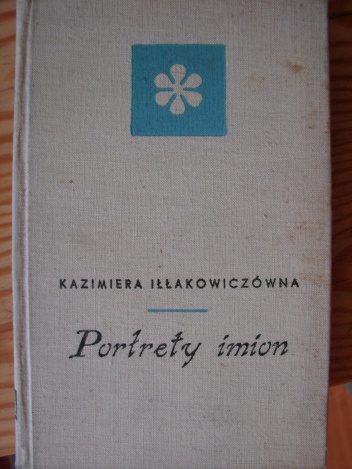 KAZIMIERA IŁŁAKOWICZÓWNA
Portrety imion